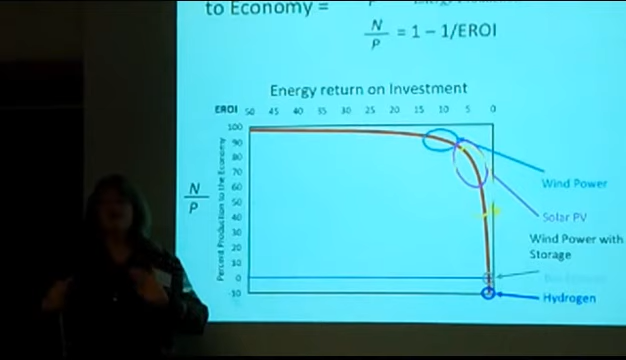 to Economy =
N
P
= 1 – 1/EROI
Energy return on Investment
EROI 50 45 40 35 30 25 20 15 10 5 0
100
90
80
70
60
50
40
30
20
10
0
-10
Percent Production to the Economy
N
P
Wind Power
Solar PV
Wind Power with
Storage
Hydrogen